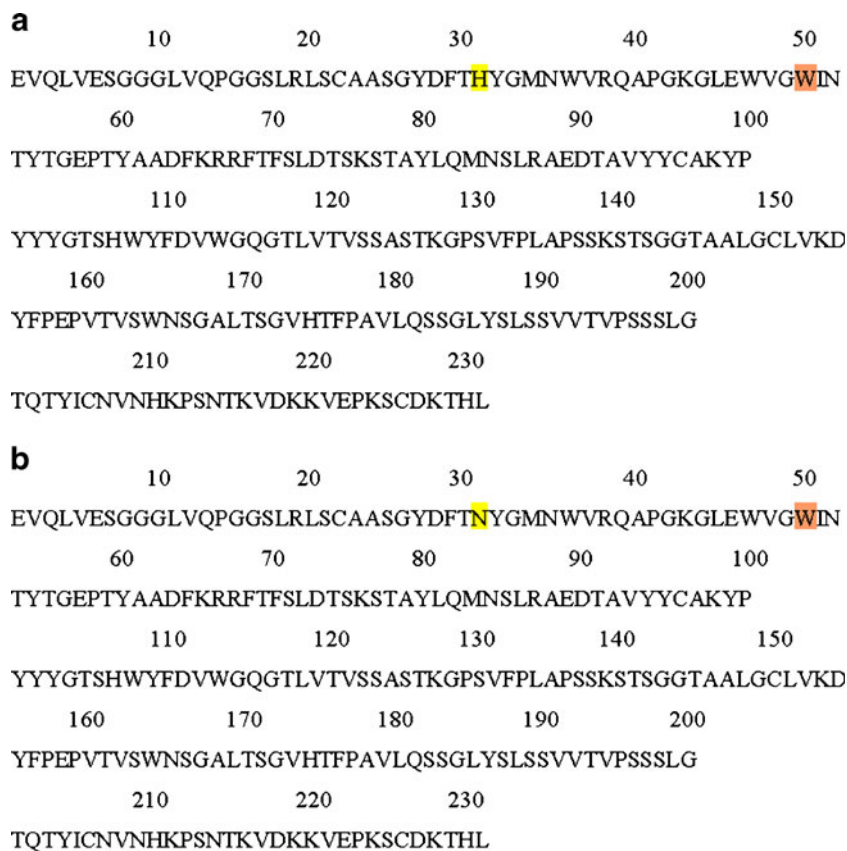 a
10 20 31 40 50
EVQLVESGGGLVQPGGSLRLSCAASGYDFTHYGMNWVRQAPGKGLEWVGWIN
60 70 80 90 100
TYTGEPTYAADFKRRFTFSLDTSKSTAYLQMNSLRAEDTAVYYCAKYP
110 120 130 140 150
YYYGTSHWYFDVWGQGTLVTVSSASTKGPSVFPLAPSSKSTSGGTAALGCLVKD
160 170 180 190 200
YFPEPVTVSWNSGALTSGVHTFPAVLQSSGLYSLSSVVTVPSSSLG
210 220 230
TQTYICNVNHKPSNTKVDKKVEPKSCDKTHL
b
10 20 31 40 50
EVQLVESGGGLVQPGGSLRLSCAASGYDFTNYGMNWVRQAPGKGLEWVGWIN
60 70 80 90 100
TYTGEPTYAADFKRRFTFSLDTSKSTAYLQMNSLRAEDTAVYYCAKYP
110 120 130 140 150
YYYGTSHWYFDVWGQGTLVTVSSASTKGPSVFPLAPSSKSTSGGTAALGCLVKD
160 170 180 190 200
YFPEPVTVSWNSGALTSGVHTFPAVLQSSGLYSLSSVVTVPSSSLG
210 220 230
TQTYICNVNHKPSNTKVDKKVEPKSCDKTHL